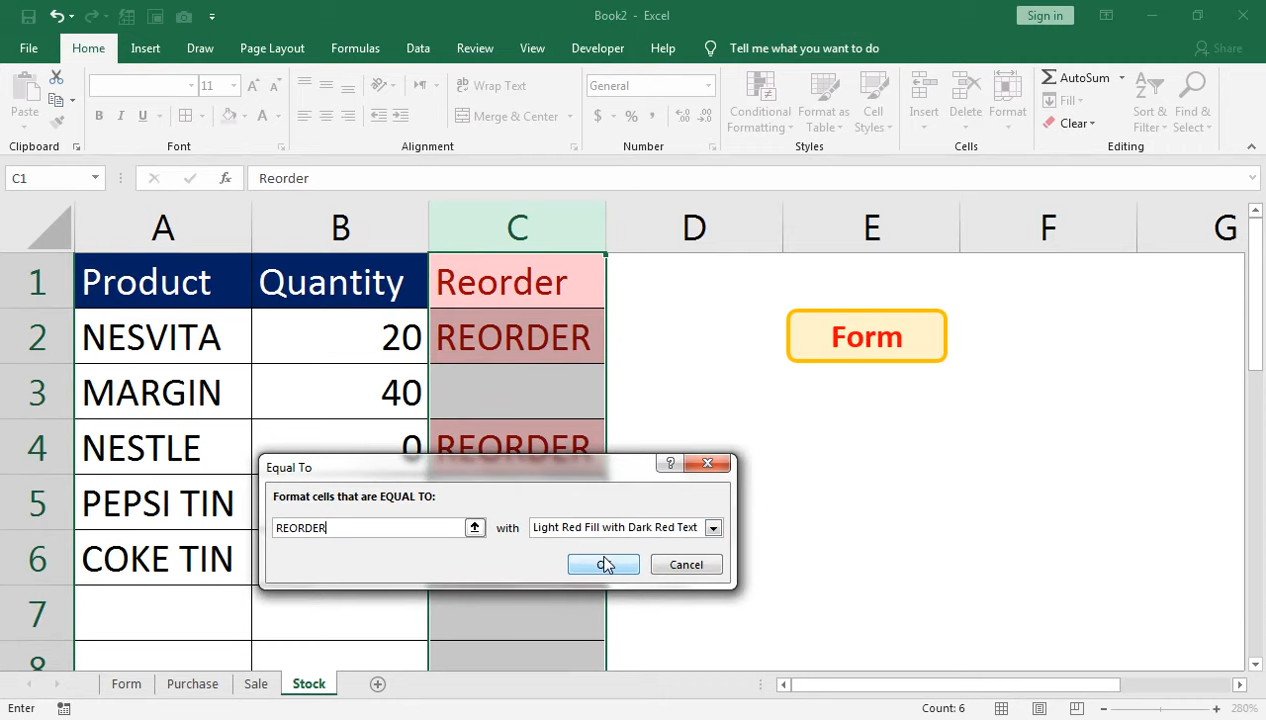 Book2 - Excel
Sign in
File
Home
Insert
Draw
Page Layout
Formulas
Data
Review
View
Developer
Help
Tell me what you want to do
Share
Paste
Clipboard
11
A A
B I U
A
Font
Wrap Text
Merge & Center
Alignment
General
$ % ,
Number
Conditional Formatting
Format as Table
Cell Styles
Styles
Insert
Delete
Format
Cells
AutoSum
Fill
Clear
Sort & Filter
Find & Select
Editing
C1
fx
Reorder
A B C D E F G
1 Product Quantity Reorder
2 NESVITA 20 REORDER
Form
3 MARGIN 40
4 NESTLE 0 REORDER
5 PEPSI TIN
6 COKE TIN
7
8
Equal To
?
Format cells that are EQUAL TO:
REORDER with Light Red Fill with Dark Red Text
Cancel
Form Purchase Sale Stock
Enter
Count: 6
280%